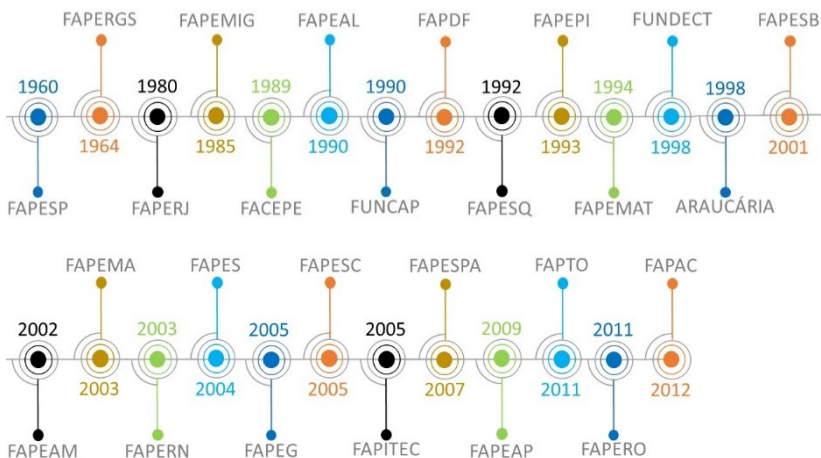 FAPERGS FAPEMIG FAPEAL FAPDF FAPEPI FUNDECT FAPESB
1960 1980 1989 1990 1992 1994 1998
1964 1985 1990 1992 1993 1998 2001
FAPESP FAPERJ FACEPE FUNCAP FAPESQ FAPEMAT ARAUCÁRIA
FAPEMA FAPES FAPESC FAPESPA FAPTO FAPAC
2002 2003 2005 2005 2009 2011
2003 2004 2005 2007 2011 2012
FAPEAM FAPERN FAPEG FAPITEC FAPEAP FAPERO